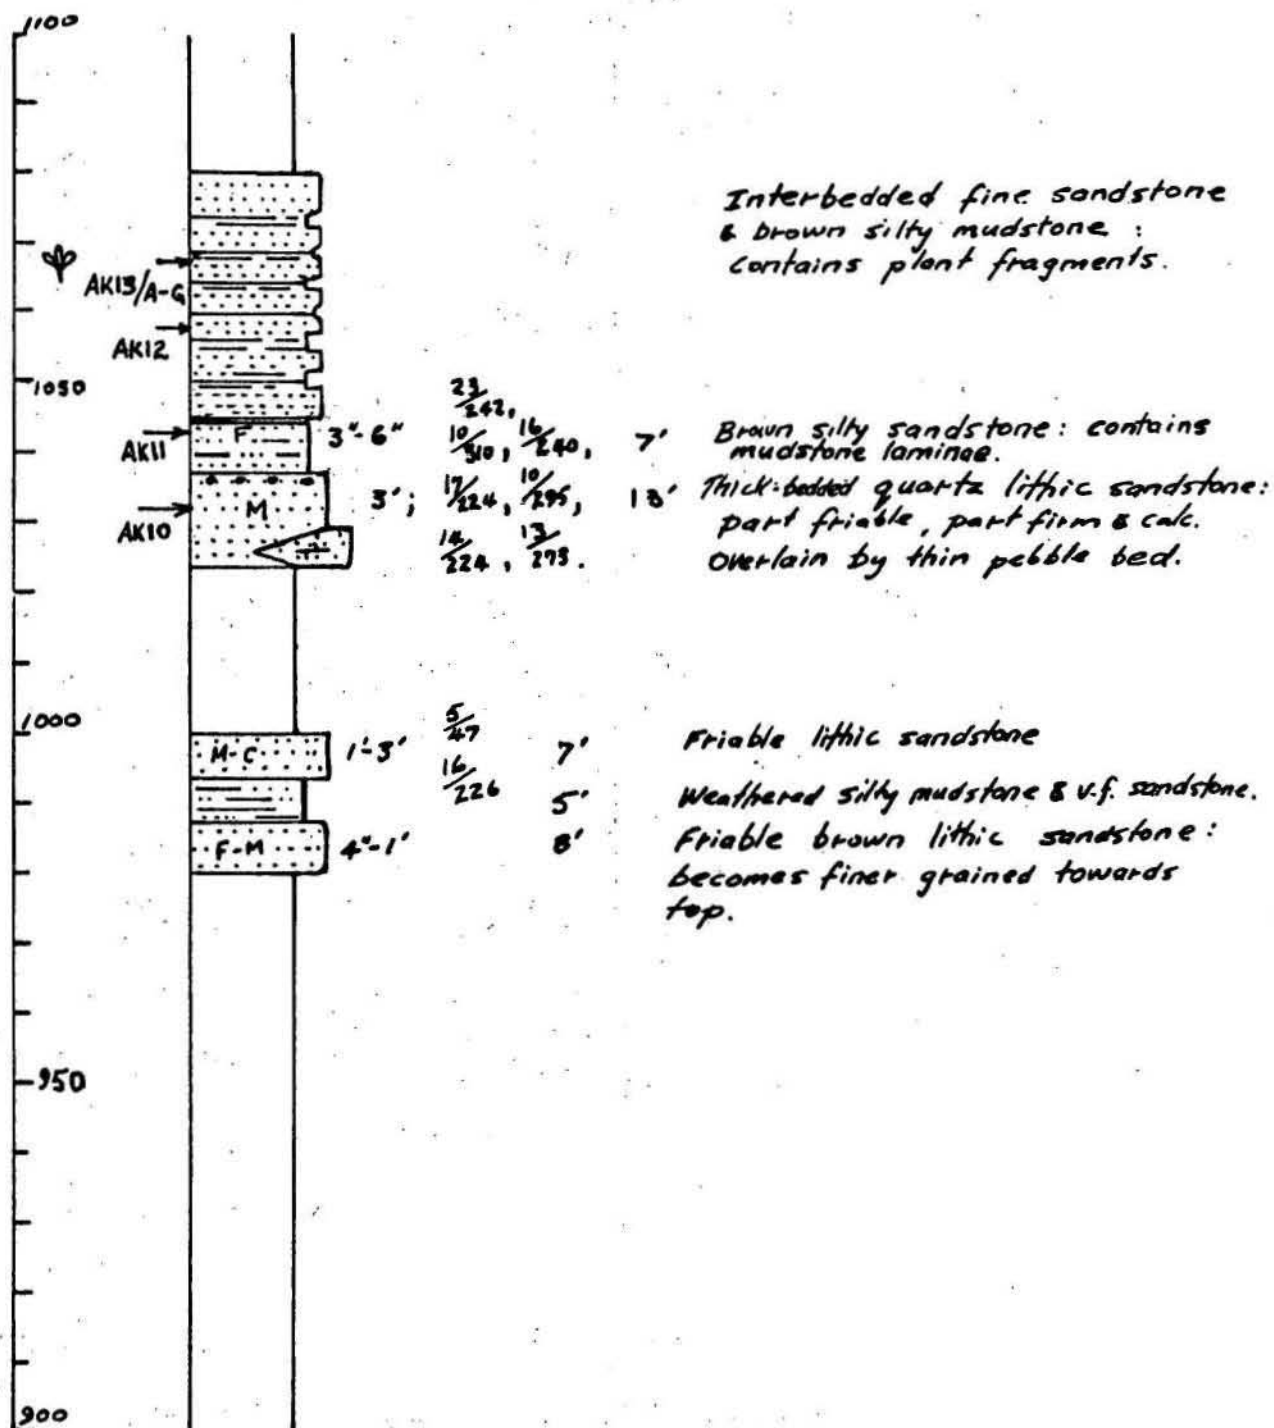 1100
Interbedded fine sandstone
& brown silty mudstone :
contains plant fragments.
AK13/A-G
AK12
1050
23/242,
AK11
F
3"-6"
10/310, 16/240,
7'
Brown silty sandstone: contains
mudstone laminae.
AK10
M
3';
17/224, 10/295,
13'
Thick-bedded quartz lithic sandstone:
part friable, part firm & calc.
14/224, 13/273.
Overlain by thin pebble bed.
1000
M-C
1'-3'
5/47
7'
Friable lithic sandstone
16/226
5'
Weathered silty mudstone & v.f. sandstone.
F-M
4"-1'
8'
Friable brown lithic sandstone:
becomes finer grained towards
top.
950
900